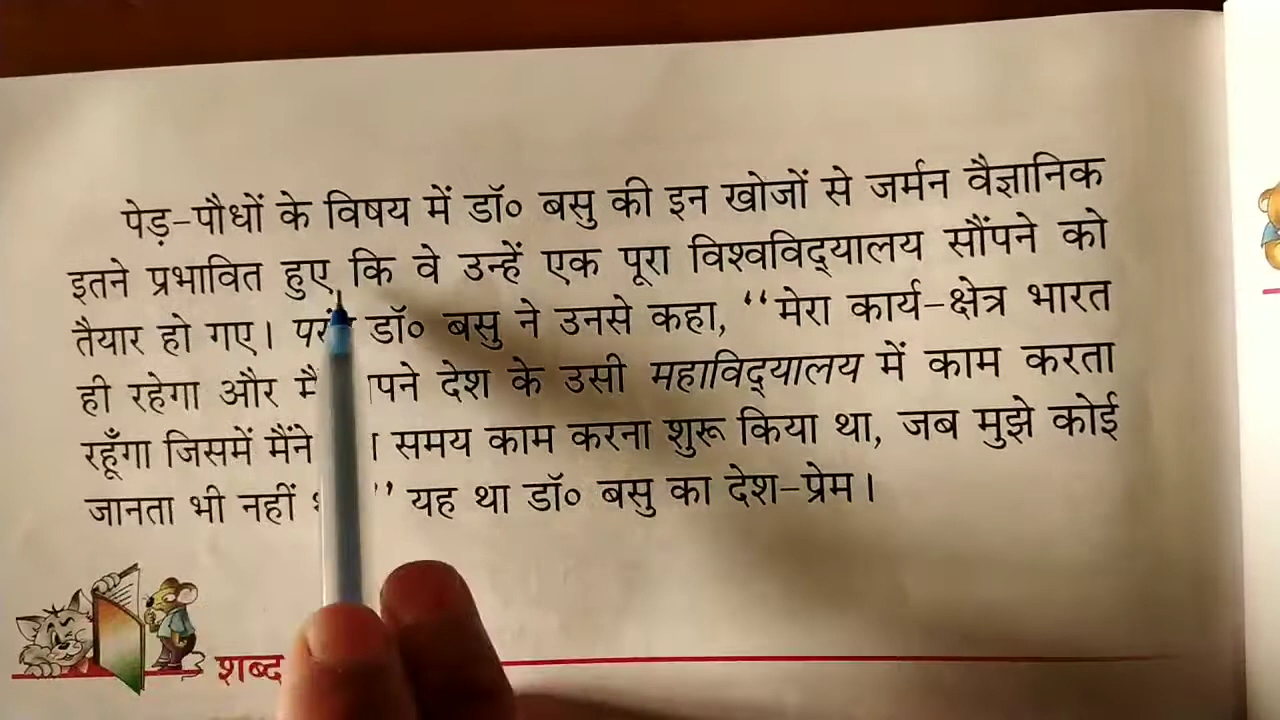 पेड़-पौधों के विषय में डॉ० बसु की इन खोजों से जर्मन वैज्ञानिक
इतने प्रभावित हुए कि वे उन्हें एक पूरा विश्वविद्यालय सौंपने को
तैयार हो गए। डॉ० बसु ने उनसे कहा, “मेरा कार्य-क्षेत्र भारत
ही रहेगा और देश के उसी महाविद्यालय में काम करता
रहूँगा जिसमें मैंने समय काम करना शुरू किया था, जब मुझे कोई
जानता भी नहीं ” यह था डॉ० बसु का देश-प्रेम।
शब्द